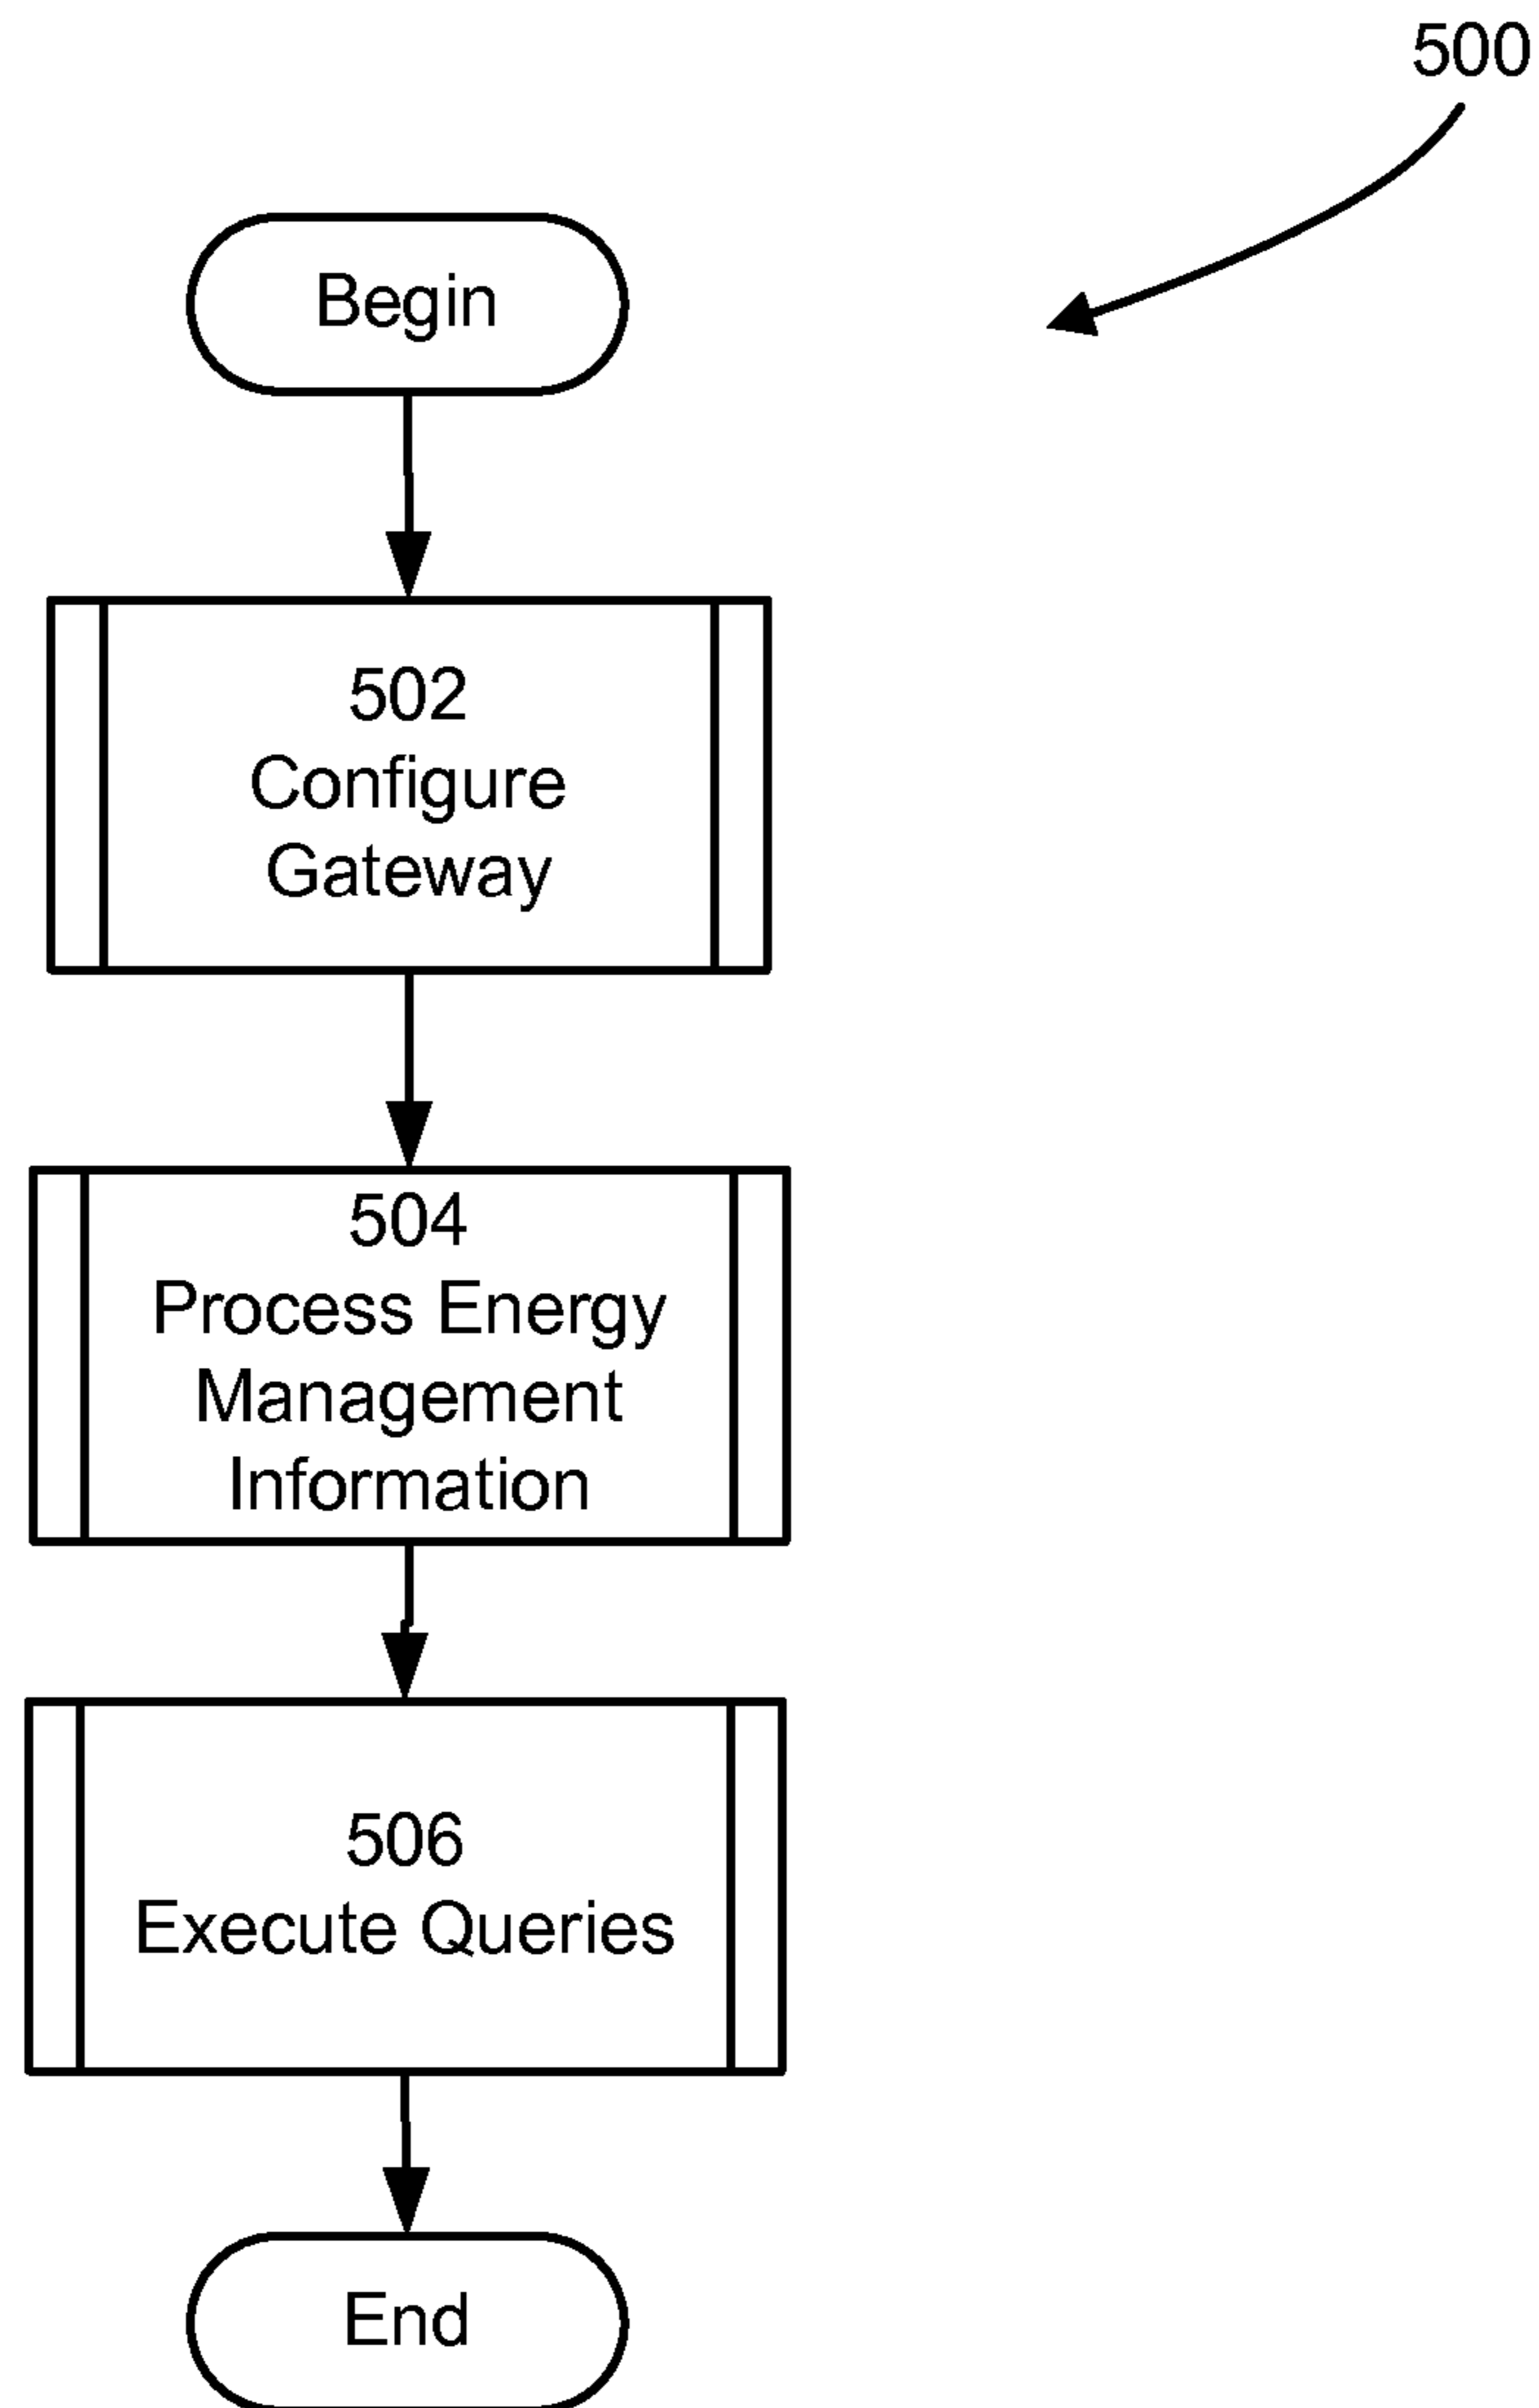 500
Begin
502
Configure
Gateway
504
Process Energy
Management
Information
506
Execute Queries
End